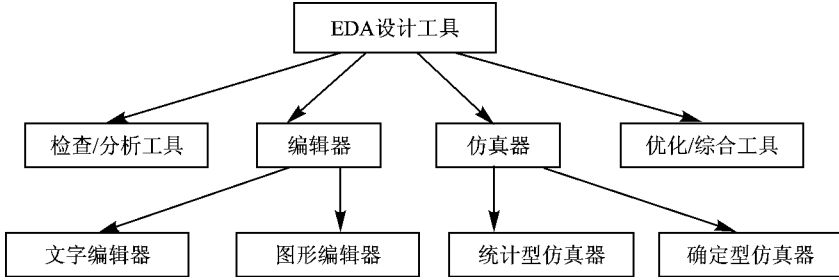 EDA设计工具
检查/分析工具
编辑器
仿真器
优化/综合工具
文字编辑器
图形编辑器
统计型仿真器
确定型仿真器